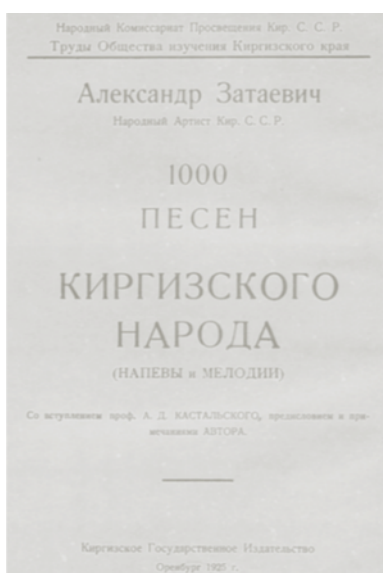 Народный Комиссариат Просвещения Кир. С. С. Р.
Труды Общества изучения Киргизского края
Александр Затаевич
Народный Артист Кир. С. С. Р.
1000
ПЕСЕН
КИРГИЗСКОГО
НАРОДА
(НАПЕВЫ и МЕЛОДИИ)
Со вступлением проф. А. Д. КАСТАЛЬСКОГО, предисловием и при-
мечаниями АВТОРА.
Киргизское Государственное Издательство
Оренбург 1925 г.